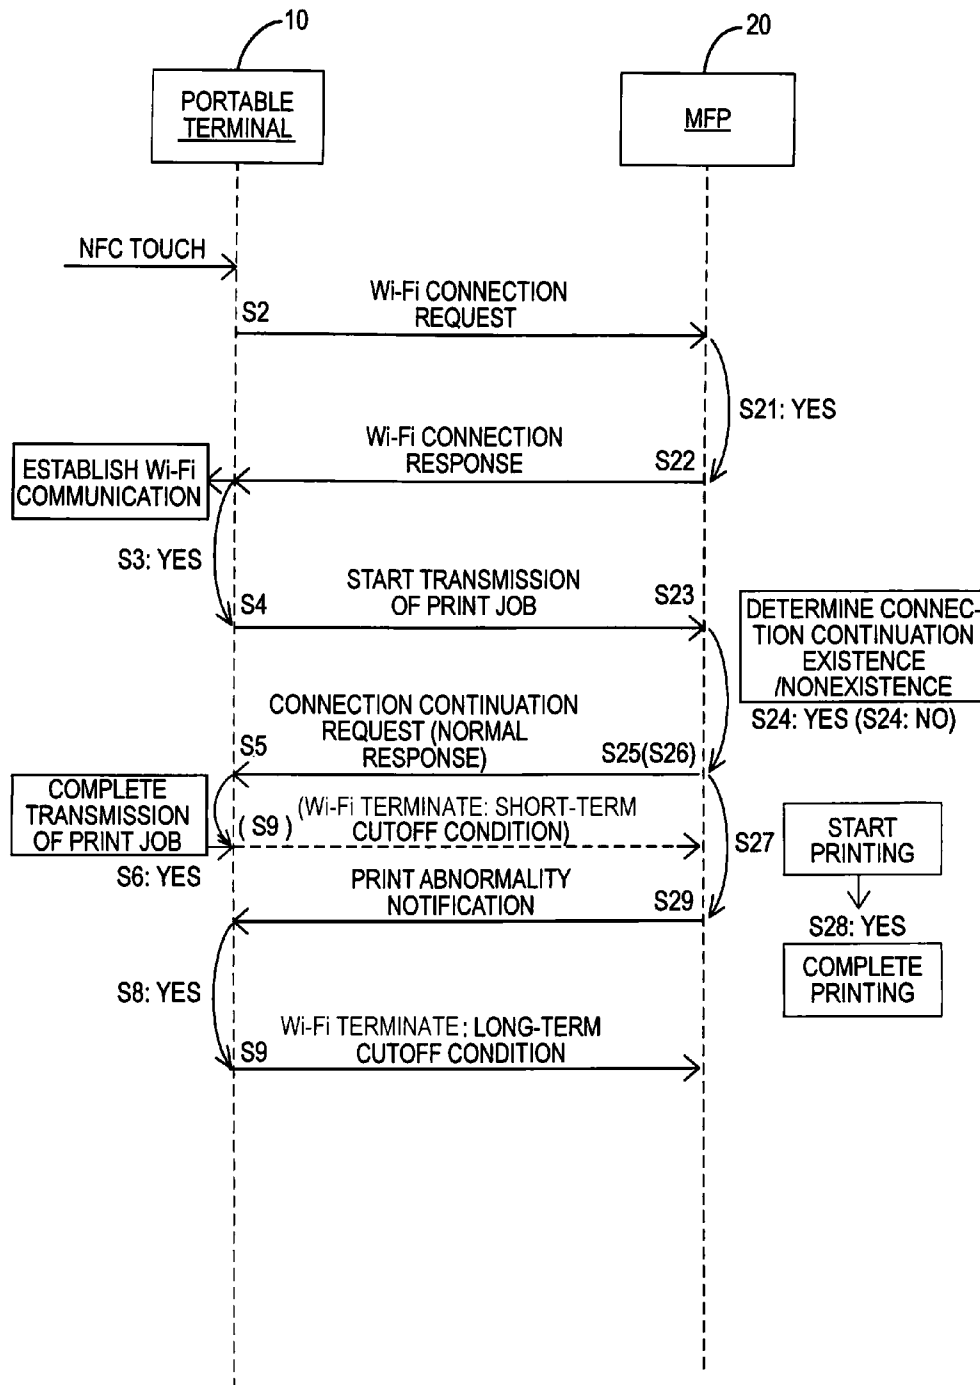 10
20
PORTABLE
TERMINAL
MFP
NFC TOUCH
Wi-Fi CONNECTION
REQUEST
S2
S21: YES
Wi-Fi CONNECTION
RESPONSE
S22
ESTABLISH Wi-Fi
COMMUNICATION
S3: YES
START TRANSMISSION
OF PRINT JOB
S4
S23
DETERMINE CONNEC-
TION CONTINUATION
EXISTENCE
/NONEXISTENCE
S24: YES (S24: NO)
CONNECTION CONTINUATION
REQUEST (NORMAL
RESPONSE)
S5
S25(S26)
COMPLETE
TRANSMISSION
OF PRINT JOB
(S9)
(Wi-Fi TERMINATE: SHORT-TERM
CUTOFF CONDITION)
S27
START
PRINTING
S6: YES
PRINT ABNORMALITY
NOTIFICATION
S29
S28: YES
COMPLETE
PRINTING
S8: YES
Wi-Fi TERMINATE: LONG-TERM
CUTOFF CONDITION
S9